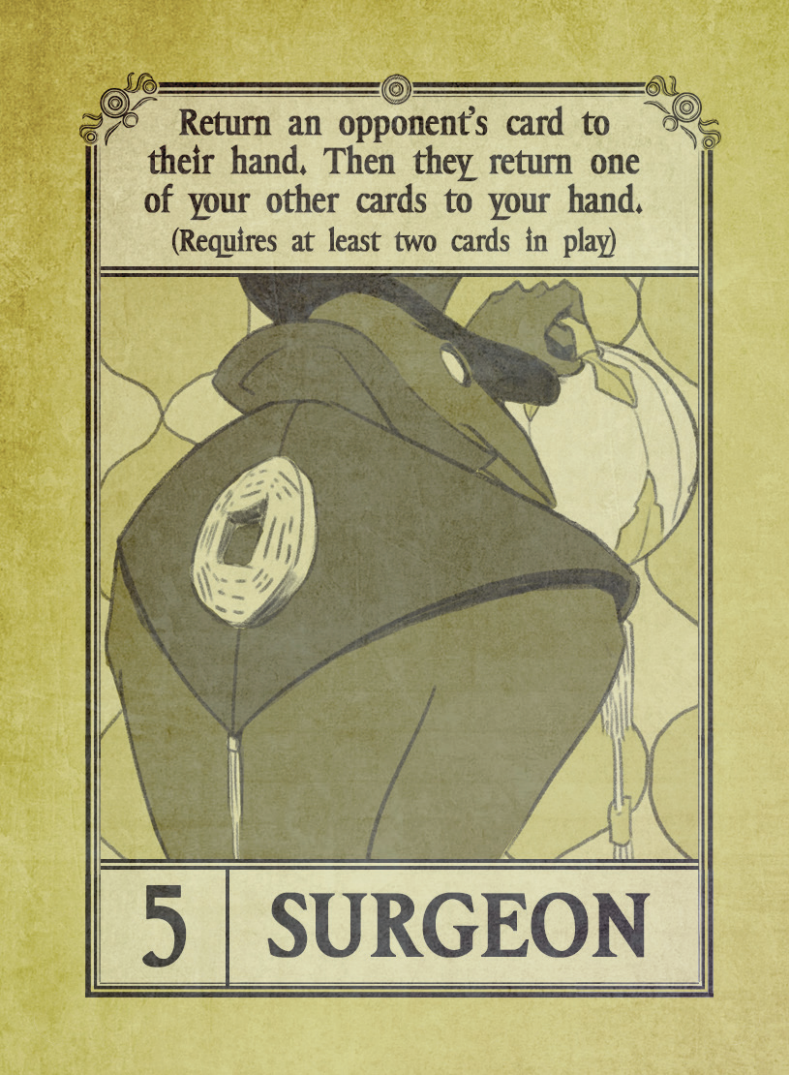 Return an opponent's card to
their hand. Then they return one
of your other cards to your hand.
(Requires at least two cards in play)
5 SURGEON